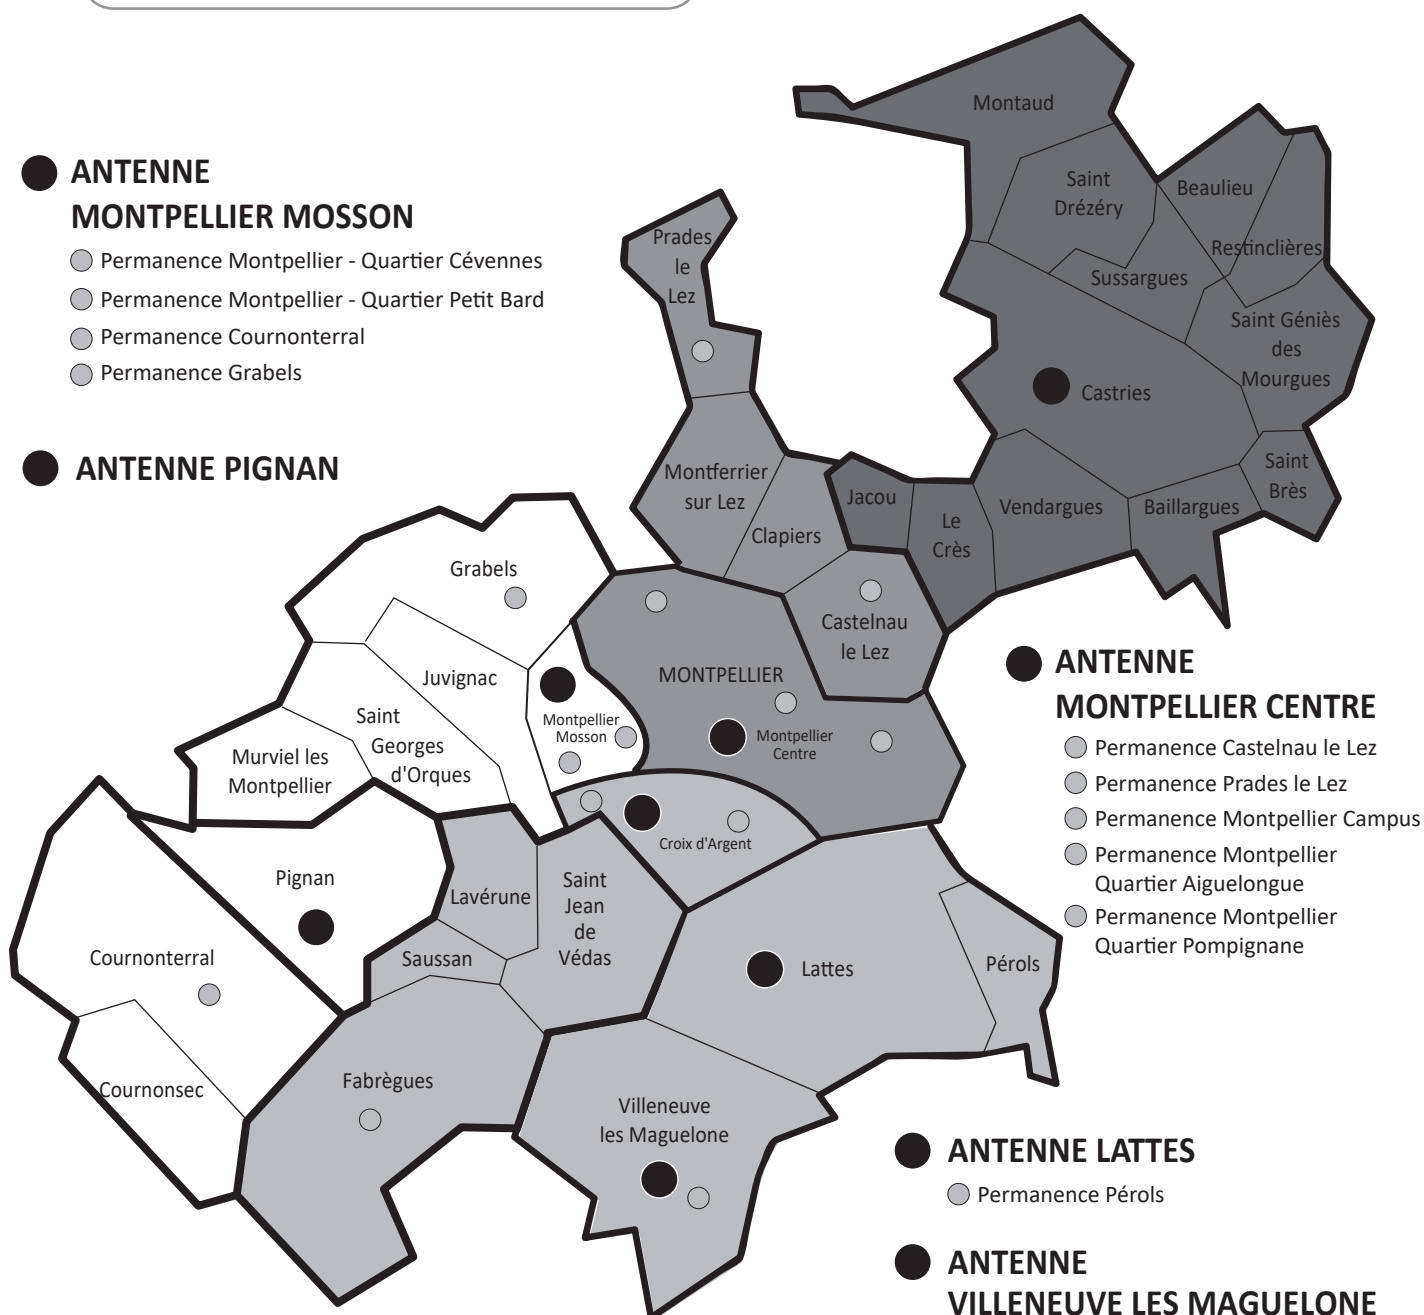 ANTENNE
MONTPELLIER MOSSON
Permanence Montpellier - Quartier Cévennes
Permanence Montpellier - Quartier Petit Bard
Permanence Cournonterral
Permanence Grabels
ANTENNE PIGNAN
Montaud
Saint
Drézéry
Beaulieu
Restinclières
Sussargues
Saint Géniès
des
Mourgues
Castries
Saint
Brès
Baillargues
Vendargues
Le
Crès
Jacou
Prades
le
Lez
Montferrier
sur Lez
Clapiers
Castelnau
le Lez
Grabels
Juvignac
Saint
Georges
d'Orques
Murviel les
Montpellier
MONTPELLIER
Montpellier
Mosson
Montpellier
Centre
Croix d'Argent
Pignan
Lavérune
Saint
Jean
de
Védas
Saussan
Cournonterral
Cournonsec
Fabrègues
Lattes
Pérols
Villeneuve
les Maguelone
ANTENNE
MONTPELLIER CENTRE
Permanence Castelnau le Lez
Permanence Prades le Lez
Permanence Montpellier Campus
Permanence Montpellier
Quartier Aiguelongue
Permanence Montpellier
Quartier Pompignane
ANTENNE LATTES
Permanence Pérols
ANTENNE
VILLENEUVE LES MAGUELONE